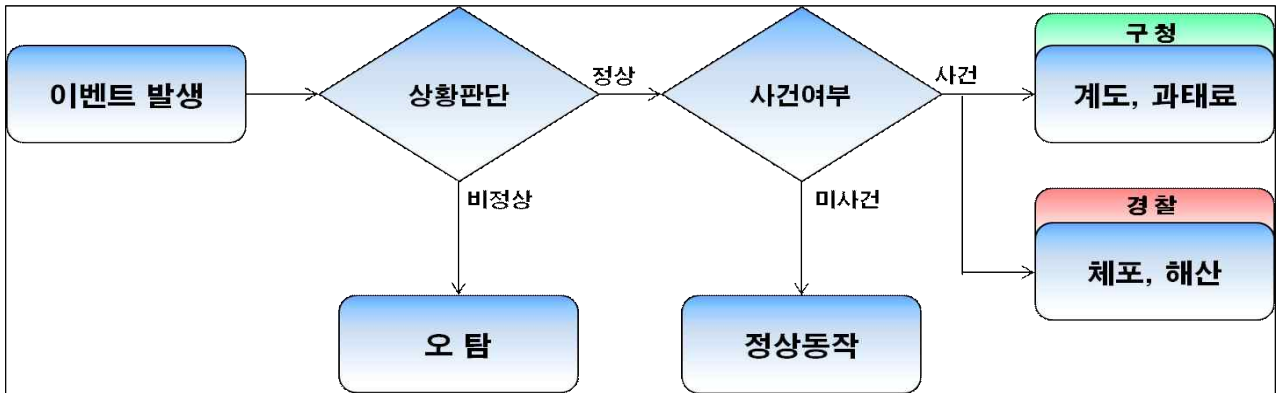 이벤트 발생
상황판단
정상
비정상
오 탐
사건여부
사건
미사건
정상동작
구 청
계도, 과태료
경 찰
체포, 해산